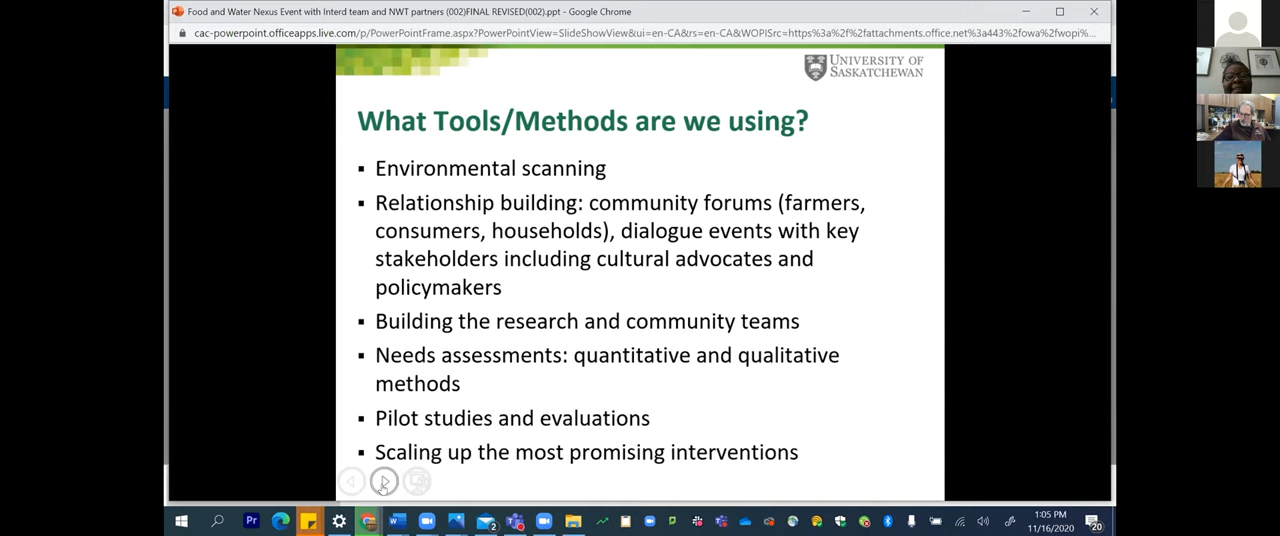 Food and Water Nexus Event with Interd team and NWT partners (002)FINAL REVISED(002).ppt - Google Chrome
cac-powerpoint.officeapps.live.com/p/PowerPointFrame.aspx?PowerPointView=SlideShowView&ui=en-CA&rs=en-CA&WOPISrc=https%3a%2f%2fattachments.office.net%3a443%2fowa%2fwopi%...
UNIVERSITY OF
SASKATCHEWAN
What Tools/Methods are we using?
▪ Environmental scanning
▪ Relationship building: community forums (farmers,
consumers, households), dialogue events with key
stakeholders including cultural advocates and
policymakers
▪ Building the research and community teams
▪ Needs assessments: quantitative and qualitative
methods
▪ Pilot studies and evaluations
▪ Scaling up the most promising interventions
Pr
2
1:05 PM
11/16/2020
20